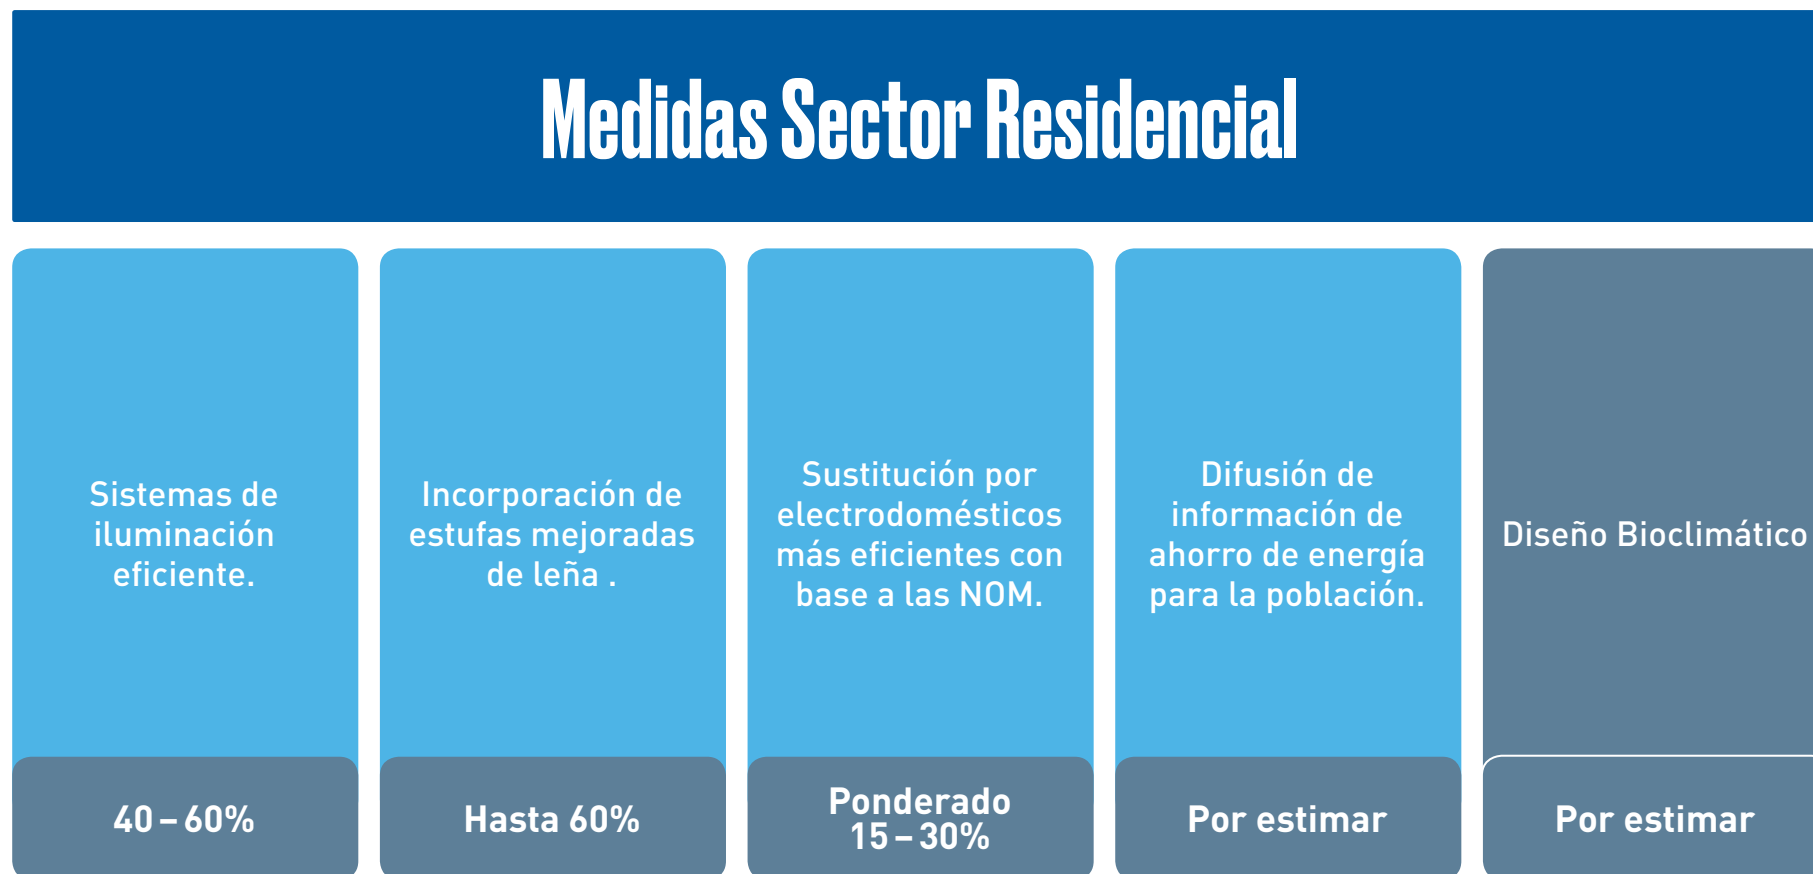 Medidas Sector Residencial
Sistemas de
iluminación
eficiente.
40–60%
Incorporación de
estufas mejoradas
de leña .
Hasta 60%
Sustitución por
electrodomésticos
más eficientes con
base a las NOM.
Ponderado
15–30%
Difusión de
información de
ahorro de energía
para la población.
Por estimar
Diseño Bioclimático
Por estimar